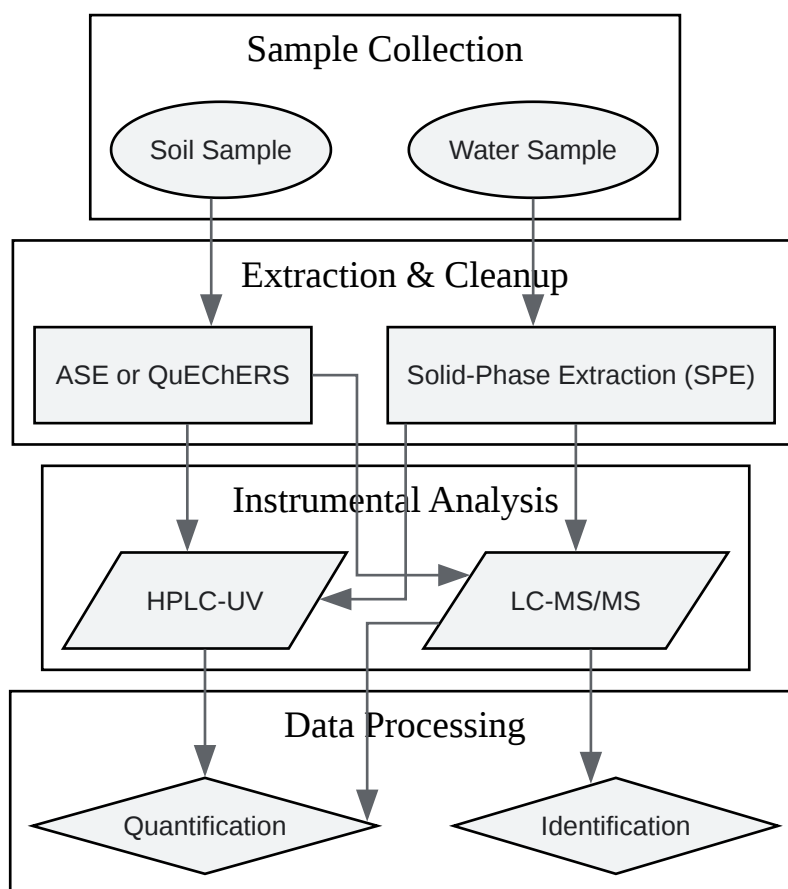 Sample Collection
Soil Sample
Water Sample
Extraction & Cleanup
ASE or QuEChERS
Solid-Phase Extraction (SPE)
Instrumental Analysis
HPLC-UV
LC-MS/MS
Data Processing
Quantification
Identification